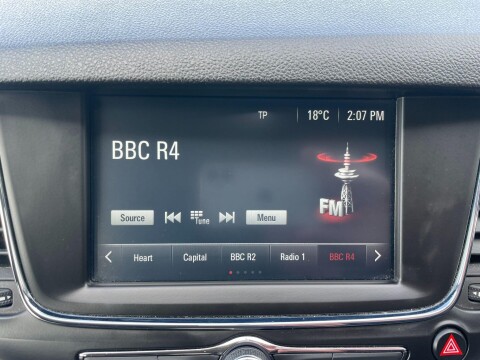 TP 18°C 2:07 PM
BBC R4
FM
Source Tune Menu
Heart Capital BBC R2 Radio 1 BBC R4